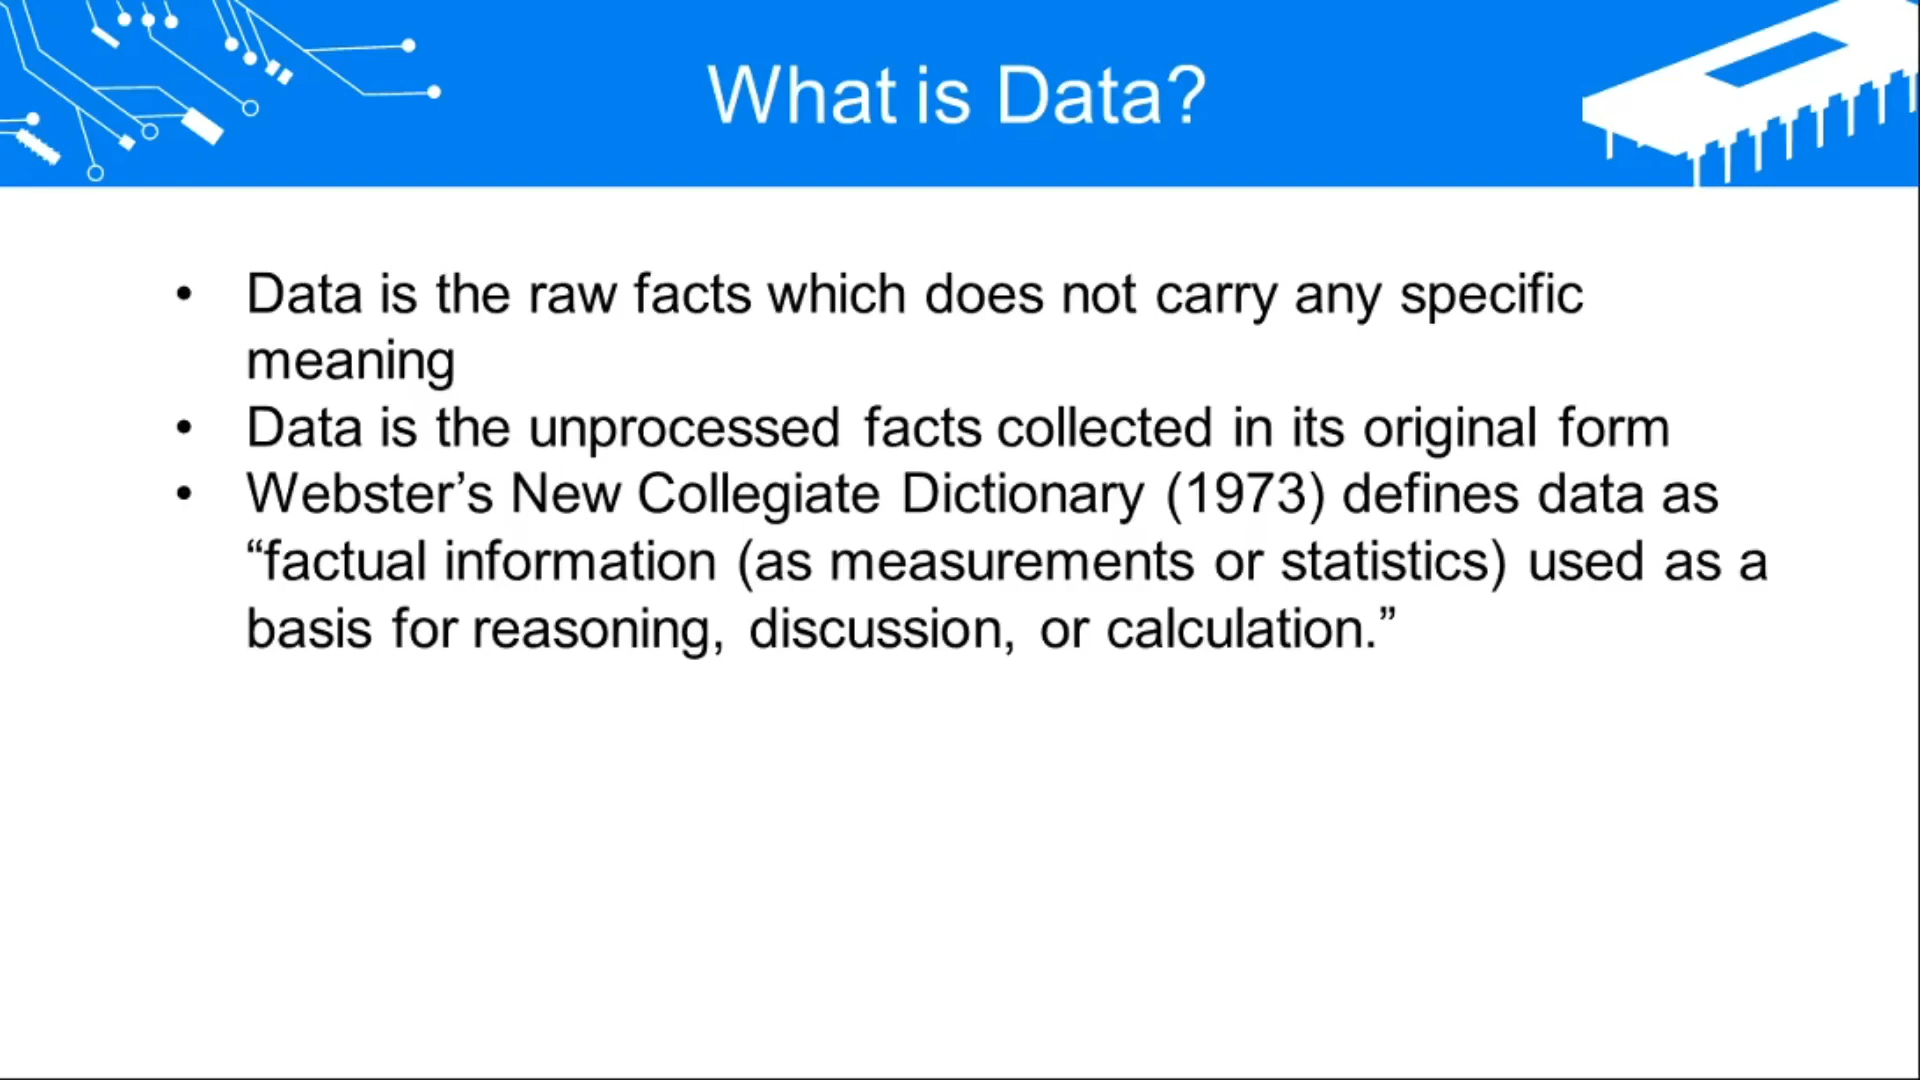 What is Data?
• Data is the raw facts which does not carry any specific
meaning
• Data is the unprocessed facts collected in its original form
• Webster’s New Collegiate Dictionary (1973) defines data as
“factual information (as measurements or statistics) used as a
basis for reasoning, discussion, or calculation.”